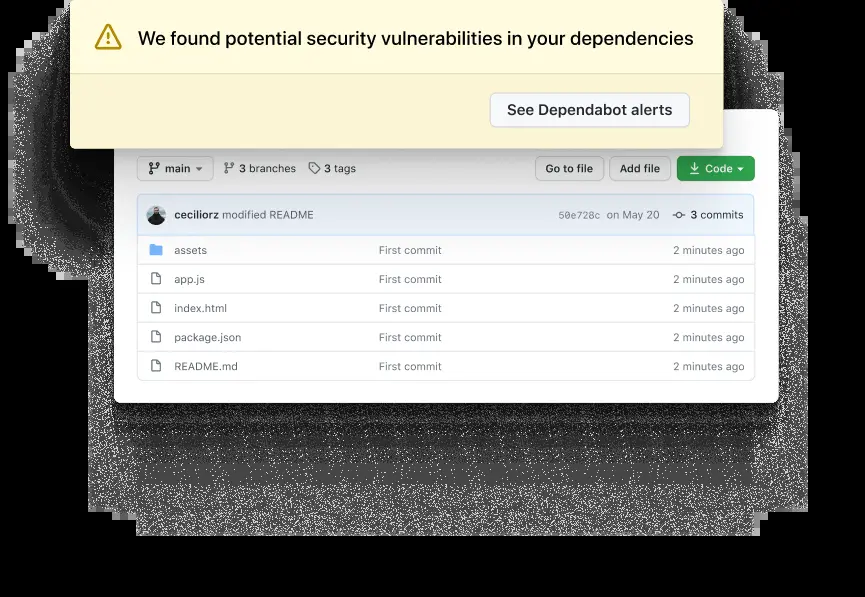 We found potential security vulnerabilities in your dependencies
See Dependabot alerts
main 3 branches 3 tags Go to file Add file Code
ceciliorz modified README 50e728c on May 20 3 commits
assets First commit 2 minutes ago
app.js First commit 2 minutes ago
index.html First commit 2 minutes ago
package.json First commit 2 minutes ago
README.md First commit 2 minutes ago